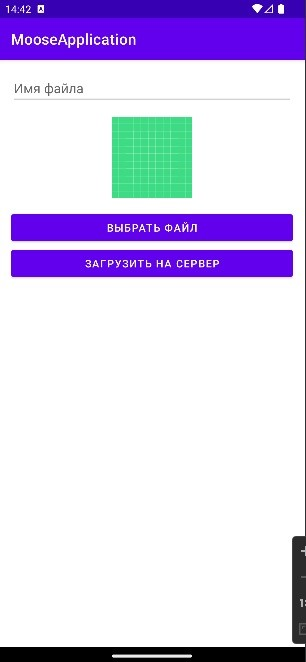 14:42 A
MooseApplication
Имя файла
ВЫБРАТЬ ФАЙЛ
ЗАГРУЗИТЬ НА СЕРВЕР